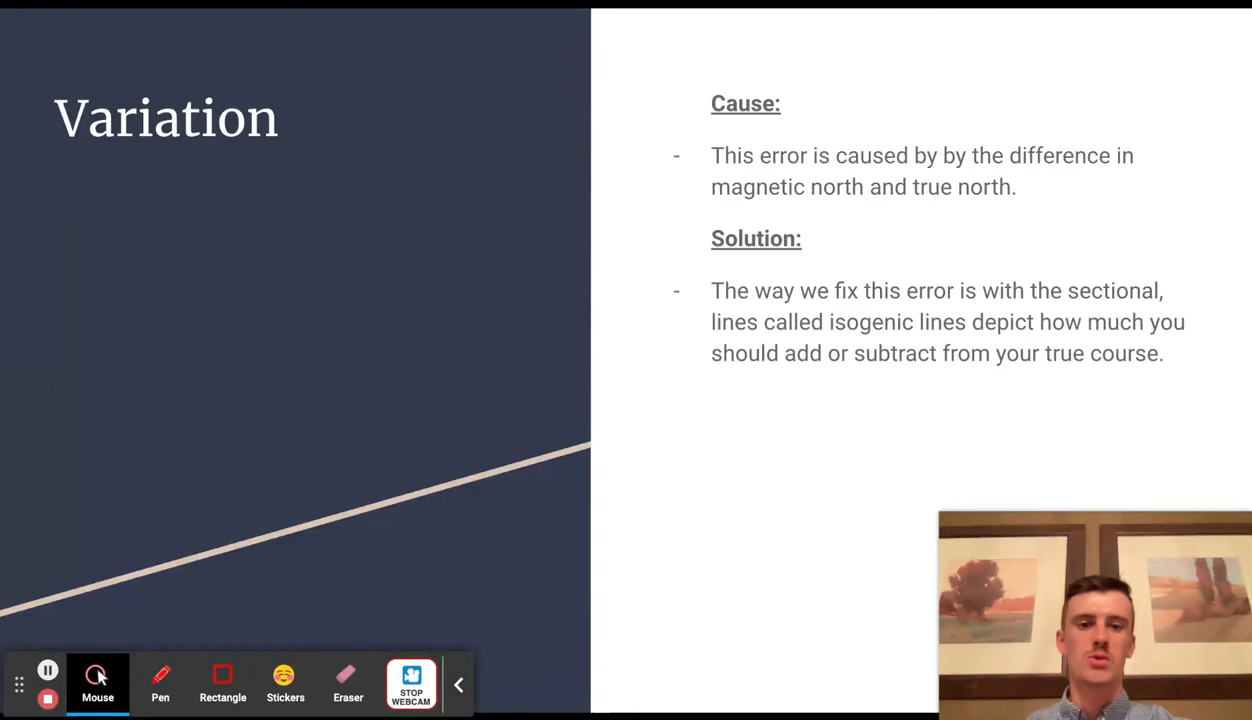 Variation
Cause:
- This error is caused by by the difference in
magnetic north and true north.
Solution:
- The way we fix this error is with the sectional,
lines called isogenic lines depict how much you
should add or subtract from your true course.
Mouse
Pen
Rectangle
Stickers
Eraser
STOP
WEBCAM